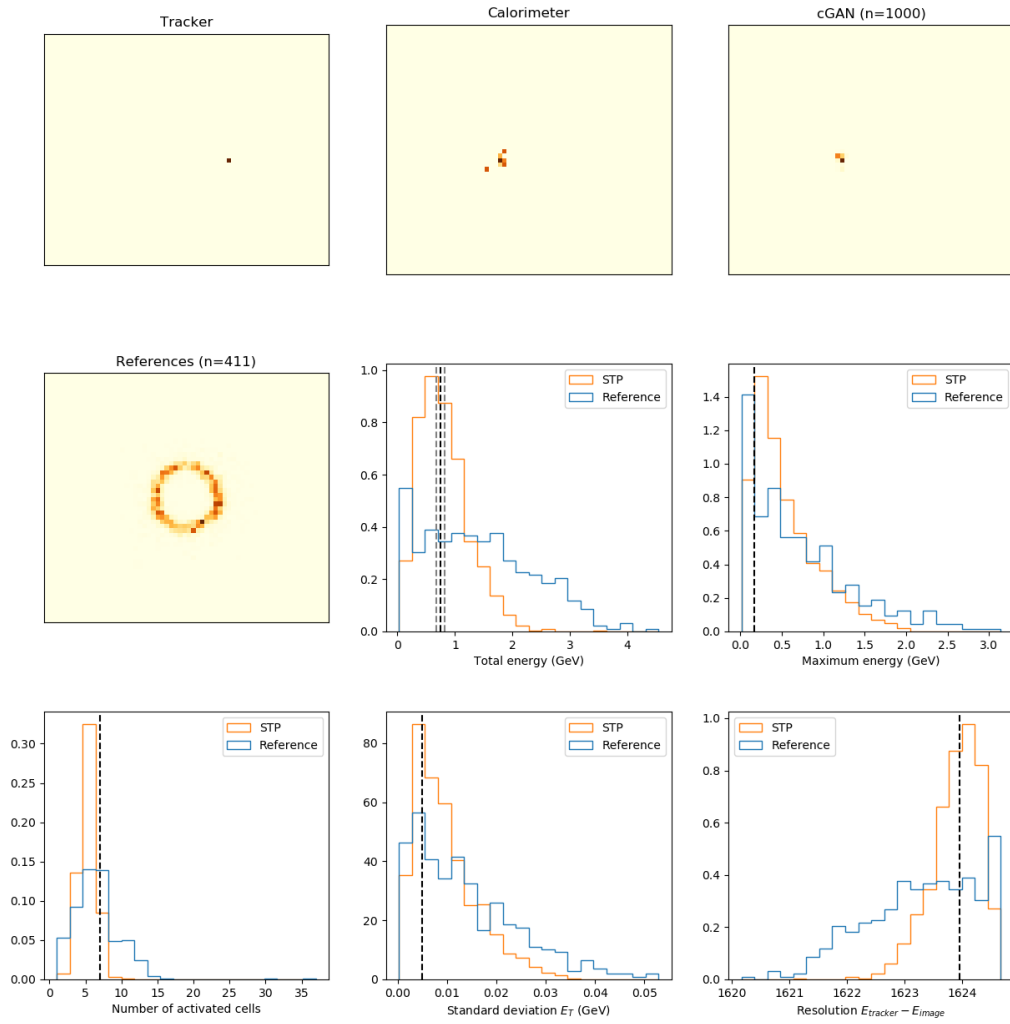 Tracker
Calorimeter
cGAN (n=1000)
References (n=411)
1.0
0.8
0.6
0.4
0.2
0.0
0 1 2 3 4
Total energy (GeV)
STP
Reference
1.4
1.2
1.0
0.8
0.6
0.4
0.2
0.0
0.0 0.5 1.0 1.5 2.0 2.5 3.0
Maximum energy (GeV)
STP
Reference
0.30
0.25
0.20
0.15
0.10
0.05
0.00
0 5 10 15 20 25 30 35
Number of activated cells
STP
Reference
80
60
40
20
0
0.00 0.01 0.02 0.03 0.04 0.05
Standard deviation E_T (GeV)
STP
Reference
1.0
0.8
0.6
0.4
0.2
0.0
1620 1621 1622 1623 1624
Resolution E_tracker − E_image
STP
Reference